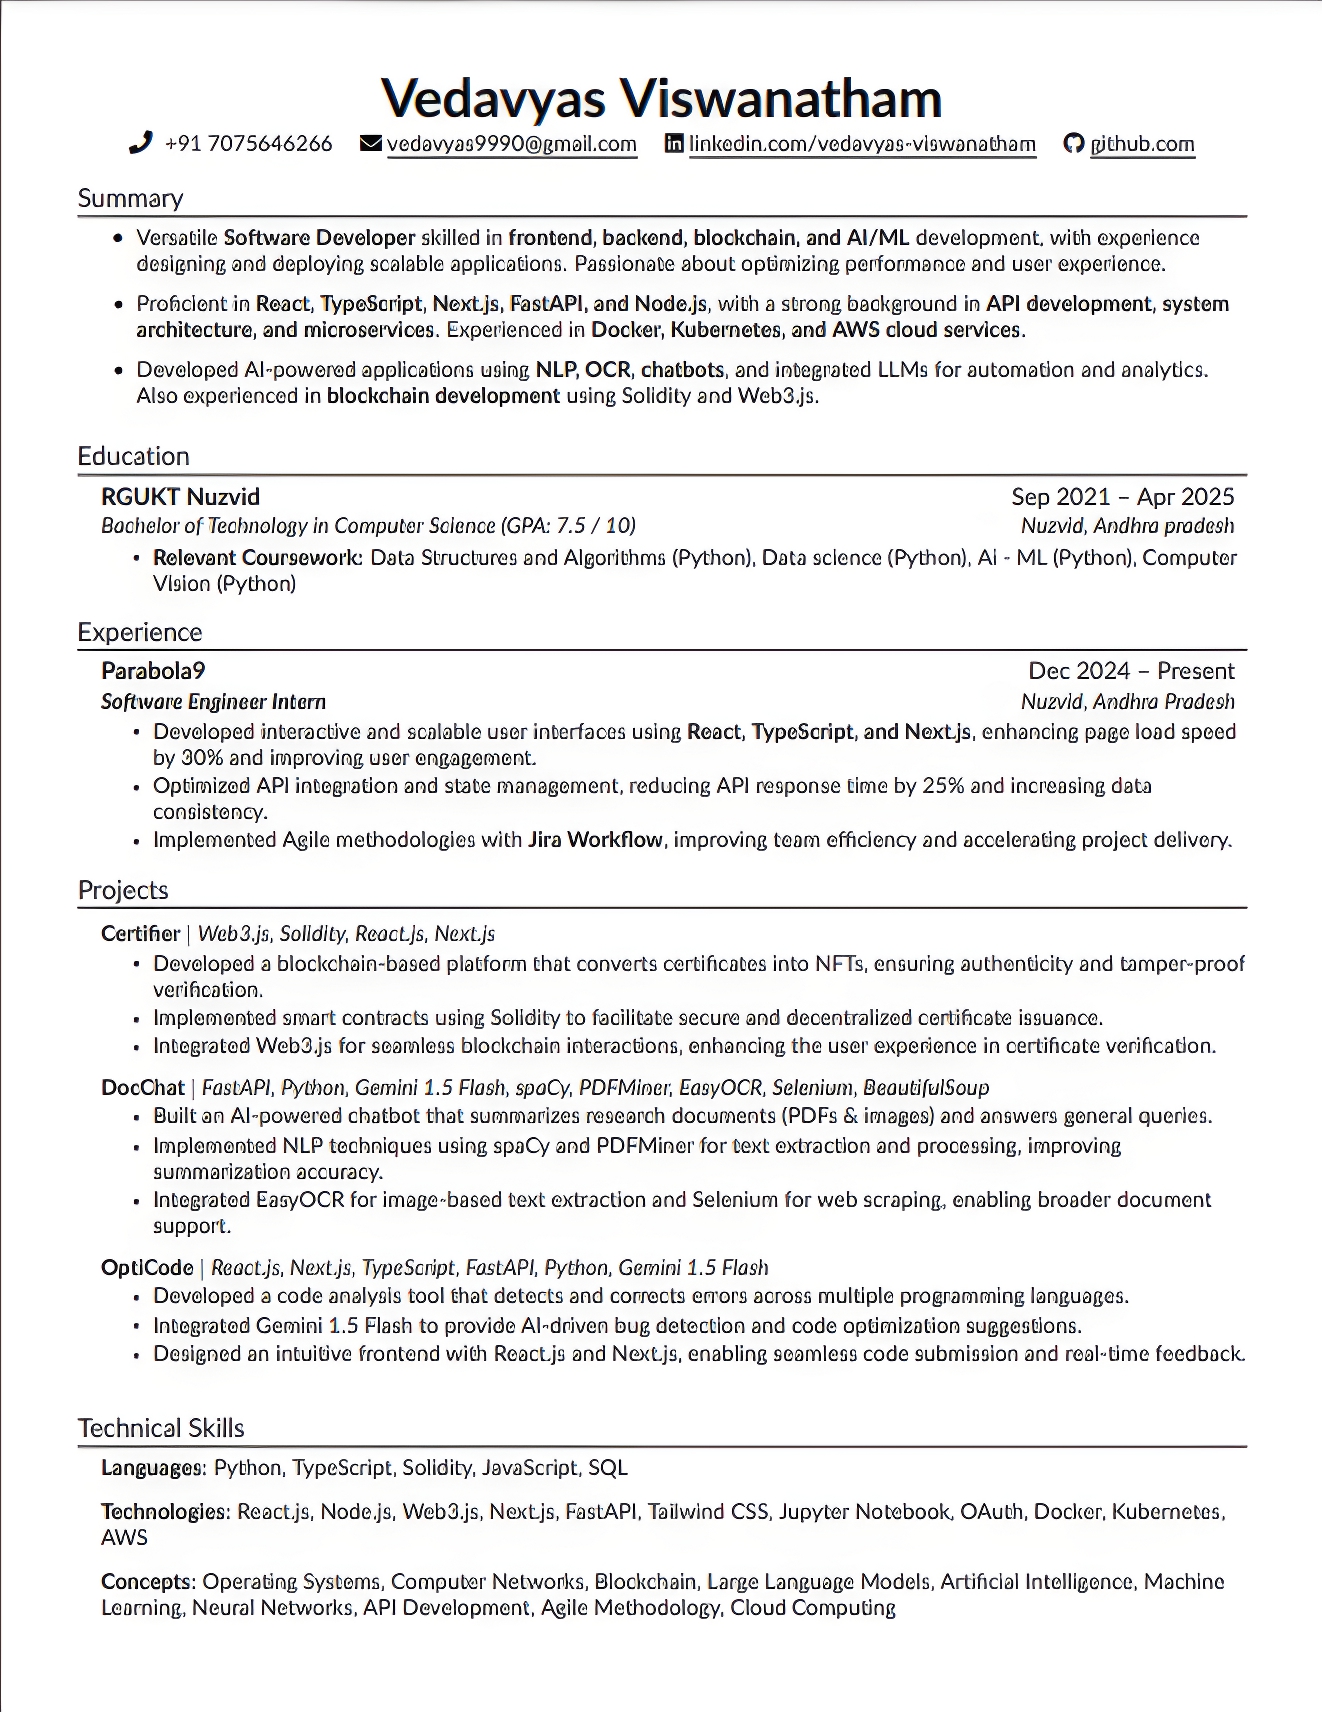 Vedavyas Viswanatham
+91 7075646266 vedavyas9990@gmail.com linkedin.com/vedavyas-viswanatham github.com
Summary
• Versatile Software Developer skilled in frontend, backend, blockchain, and AI/ML development, with experience
designing and deploying scalable applications. Passionate about optimizing performance and user experience.
• Proficient in React, TypeScript, Next.js, FastAPI, and Node.js, with a strong background in API development, system
architecture, and microservices. Experienced in Docker, Kubernetes, and AWS cloud services.
• Developed AI-powered applications using NLP, OCR, chatbots, and integrated LLMs for automation and analytics.
Also experienced in blockchain development using Solidity and Web3.js.
Education
RGUKT Nuzvid Sep 2021 – Apr 2025
Bachelor of Technology in Computer Science (GPA: 7.5 / 10) Nuzvid, Andhra pradesh
• Relevant Coursework: Data Structures and Algorithms (Python), Data science (Python), Ai - ML (Python), Computer
Vision (Python)
Experience
Parabola9 Dec 2024 – Present
Software Engineer Intern Nuzvid, Andhra Pradesh
• Developed interactive and scalable user interfaces using React, TypeScript, and Next.js, enhancing page load speed
by 30% and improving user engagement.
• Optimized API integration and state management, reducing API response time by 25% and increasing data
consistency.
• Implemented Agile methodologies with Jira Workflow, improving team efficiency and accelerating project delivery.
Projects
Certifier | Web3.js, Solidity, React.js, Next.js
• Developed a blockchain-based platform that converts certificates into NFTs, ensuring authenticity and tamper-proof
verification.
• Implemented smart contracts using Solidity to facilitate secure and decentralized certificate issuance.
• Integrated Web3.js for seamless blockchain interactions, enhancing the user experience in certificate verification.
DocChat | FastAPI, Python, Gemini 1.5 Flash, spaCy, PDFMiner, EasyOCR, Selenium, BeautifulSoup
• Built an AI-powered chatbot that summarizes research documents (PDFs & images) and answers general queries.
• Implemented NLP techniques using spaCy and PDFMiner for text extraction and processing, improving
summarization accuracy.
• Integrated EasyOCR for image-based text extraction and Selenium for web scraping, enabling broader document
support.
OptiCode | React.js, Next.js, TypeScript, FastAPI, Python, Gemini 1.5 Flash
• Developed a code analysis tool that detects and corrects errors across multiple programming languages.
• Integrated Gemini 1.5 Flash to provide AI-driven bug detection and code optimization suggestions.
• Designed an intuitive frontend with React.js and Next.js, enabling seamless code submission and real-time feedback.
Technical Skills
Languages: Python, TypeScript, Solidity, JavaScript, SQL
Technologies: React.js, Node.js, Web3.js, Next.js, FastAPI, Tailwind CSS, Jupyter Notebook, OAuth, Docker, Kubernetes,
AWS
Concepts: Operating Systems, Computer Networks, Blockchain, Large Language Models, Artificial Intelligence, Machine
Learning, Neural Networks, API Development, Agile Methodology, Cloud Computing